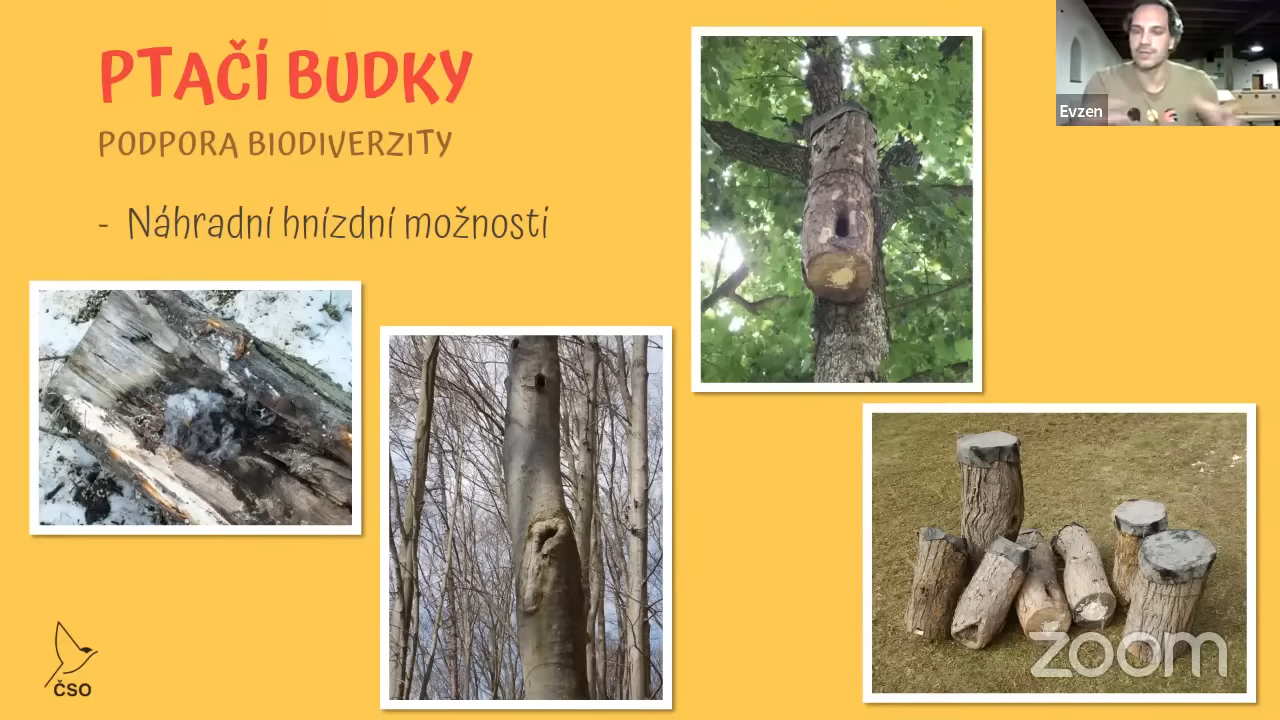 PTAČÍ BUDKY
PODPORA BIODIVERZITY
- Náhradní hnízdní možnosti
Evzen
ČSO
zoom